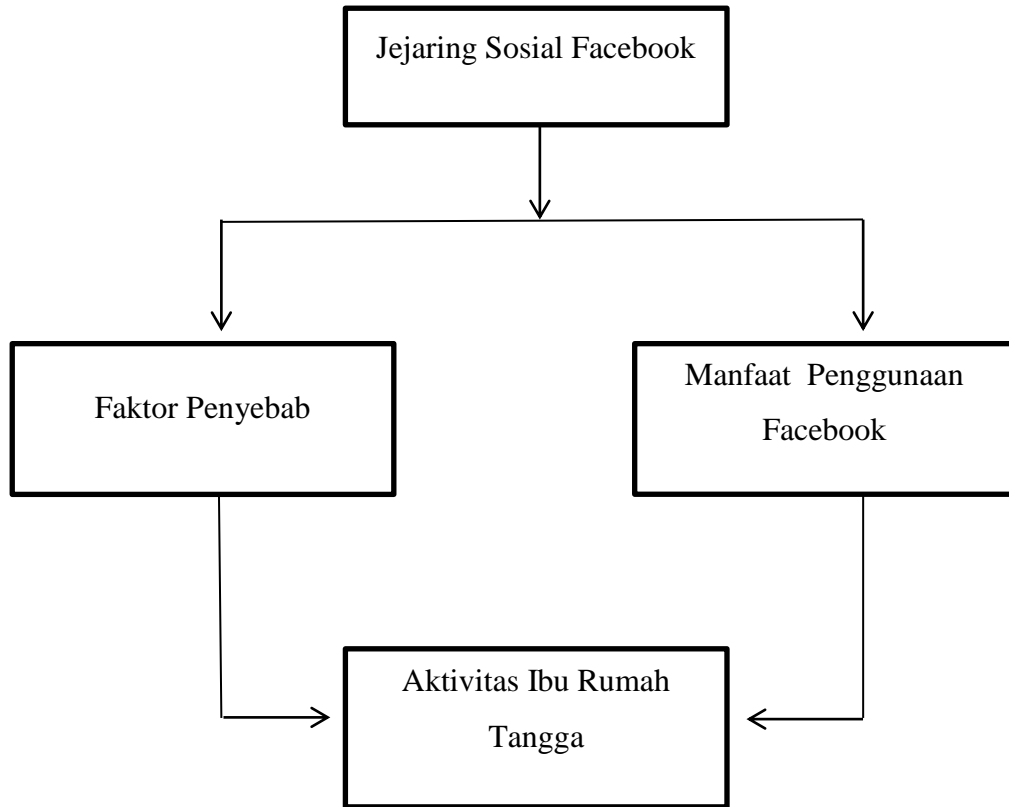 Jejaring Sosial Facebook
Faktor Penyebab
Manfaat Penggunaan
Facebook
Aktivitas Ibu Rumah
Tangga